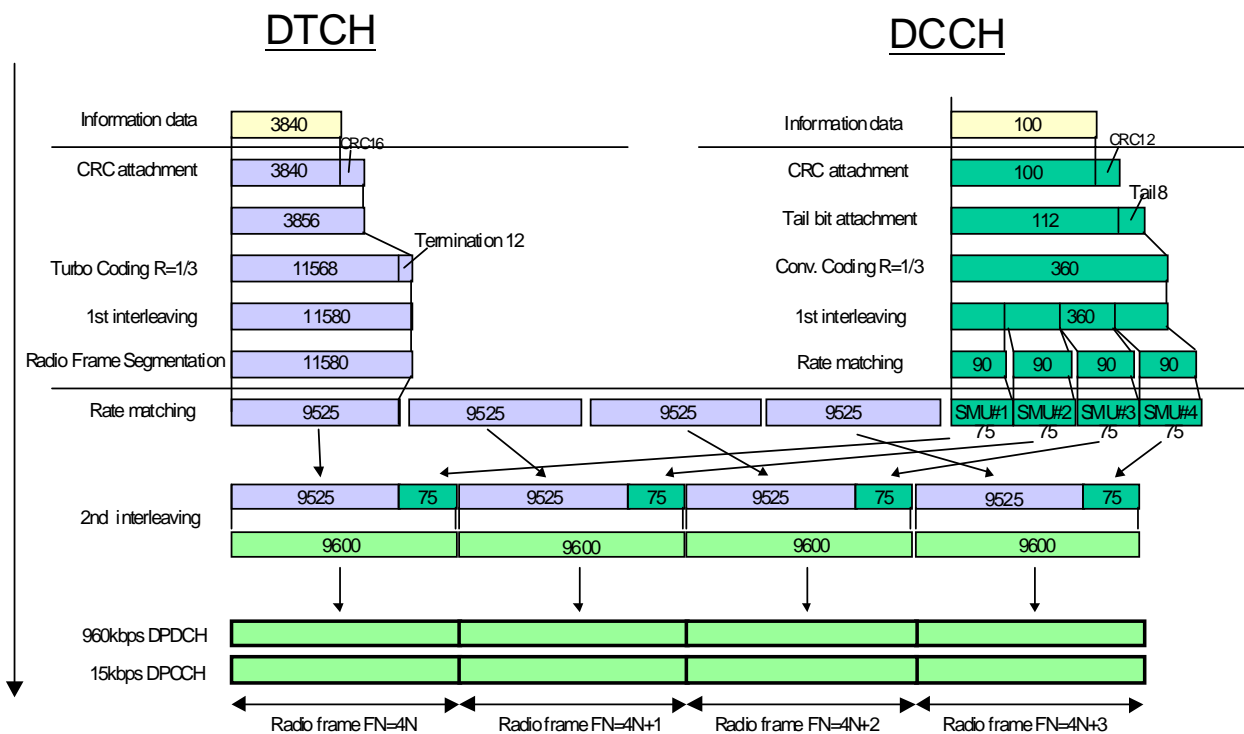 DTCH
DCCH
Information data
3840
Information data
100
CRC16
CRC12
CRC attachment
3840
CRC attachment
100
Tail8
3856
Tail bit attachment
112
Termination 12
Turbo Coding R=1/3
11568
Conv. Coding R=1/3
360
1st interleaving
11580
1st interleaving
360
Radio Frame Segmentation
11580
Rate matching
90
90
90
90
Rate matching
9525
9525
9525
9525
SMU#1
75
SMU#2
75
SMU#3
75
SMU#4
75
9525
75
9525
75
9525
75
9525
75
2nd interleaving
9600
9600
9600
9600
960kbps DPDCH
15kbps DPCCH
Radio frame FN=4N
Radio frame FN=4N+1
Radio frame FN=4N+2
Radio frame FN=4N+3